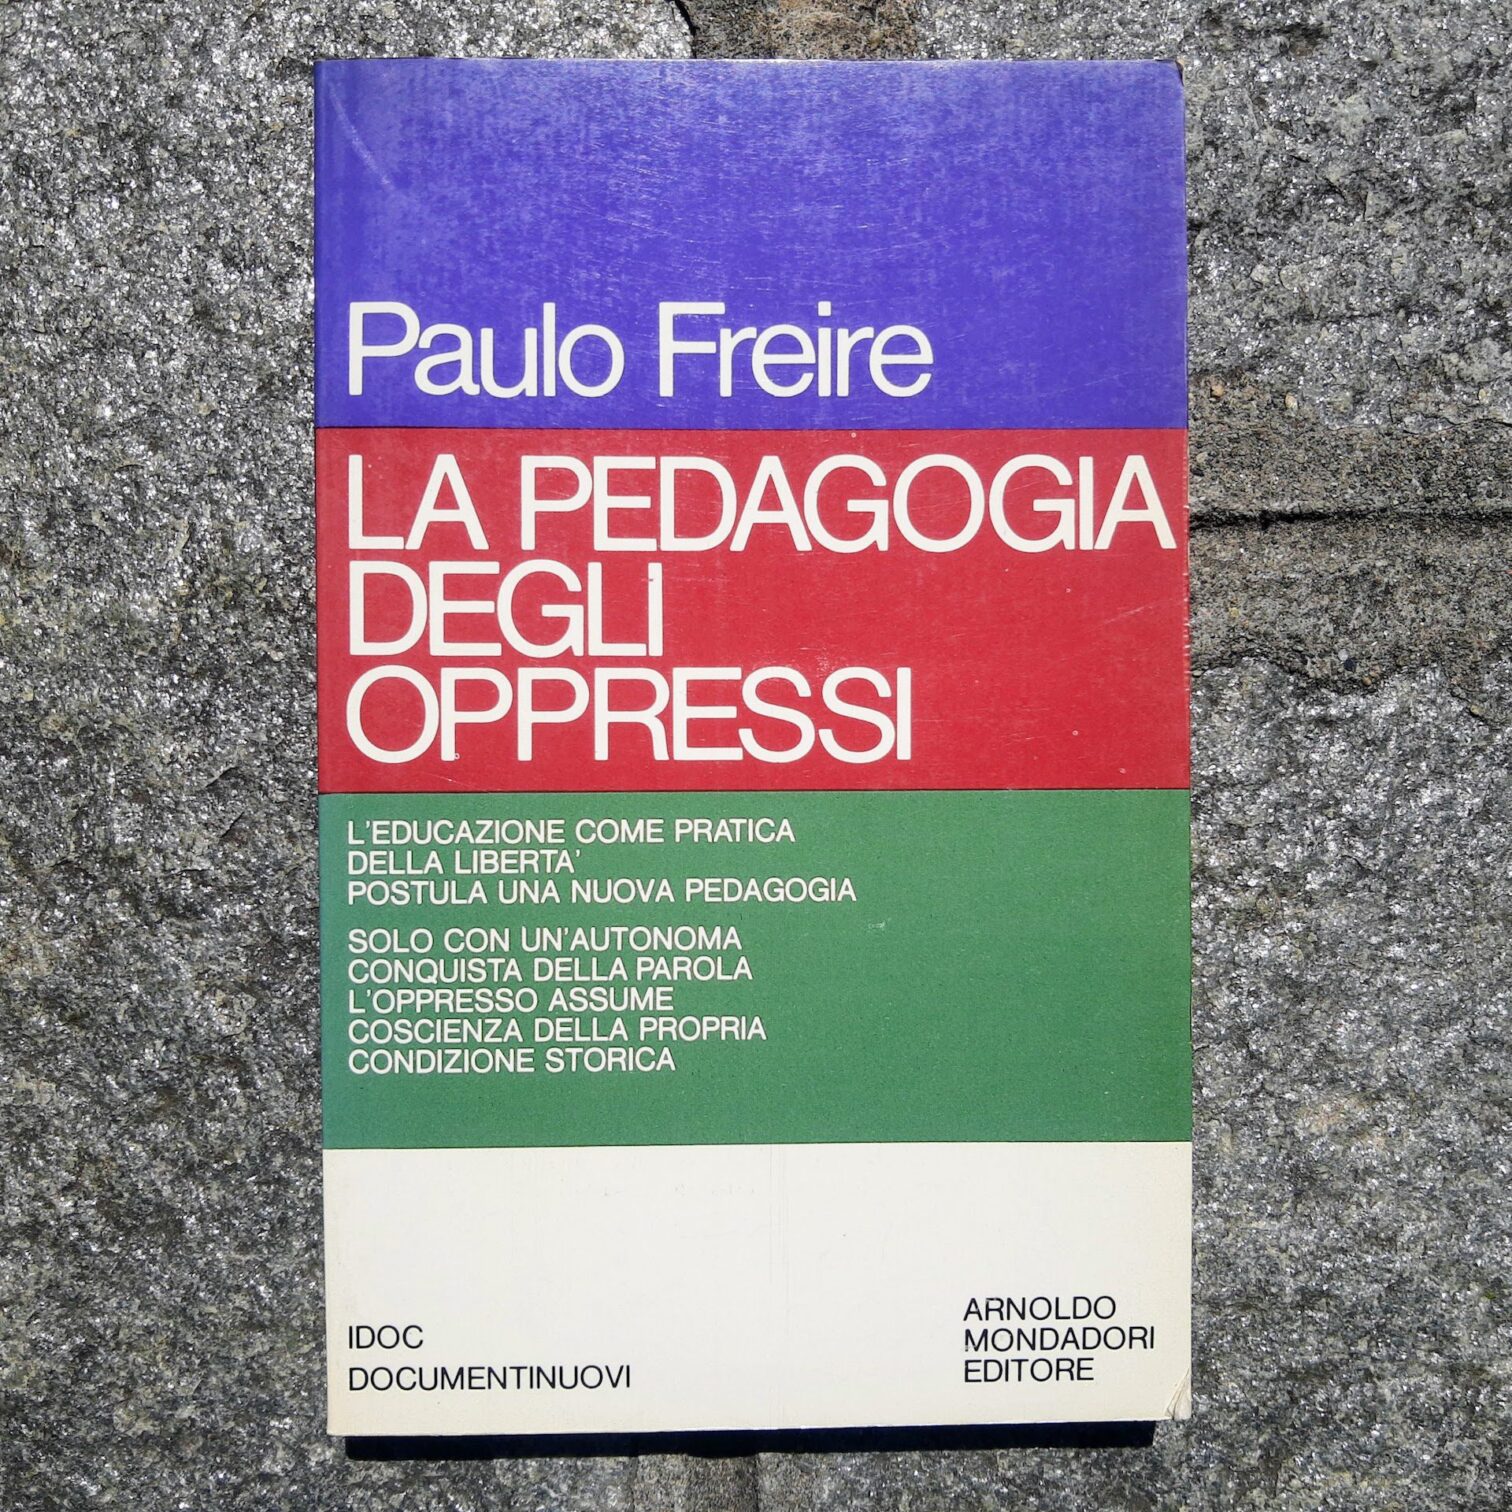 Paulo Freire
LA PEDAGOGIA
DEGLI
OPPRESSI
L'EDUCAZIONE COME PRATICA
DELLA LIBERTA'
POSTULA UNA NUOVA PEDAGOGIA
SOLO CON UN'AUTONOMA
CONQUISTA DELLA PAROLA
L'OPPRESSO ASSUME
COSCIENZA DELLA PROPRIA
CONDIZIONE STORICA
IDOC
DOCUMENTINUOVI
ARNOLDO
MONDADORI
EDITORE